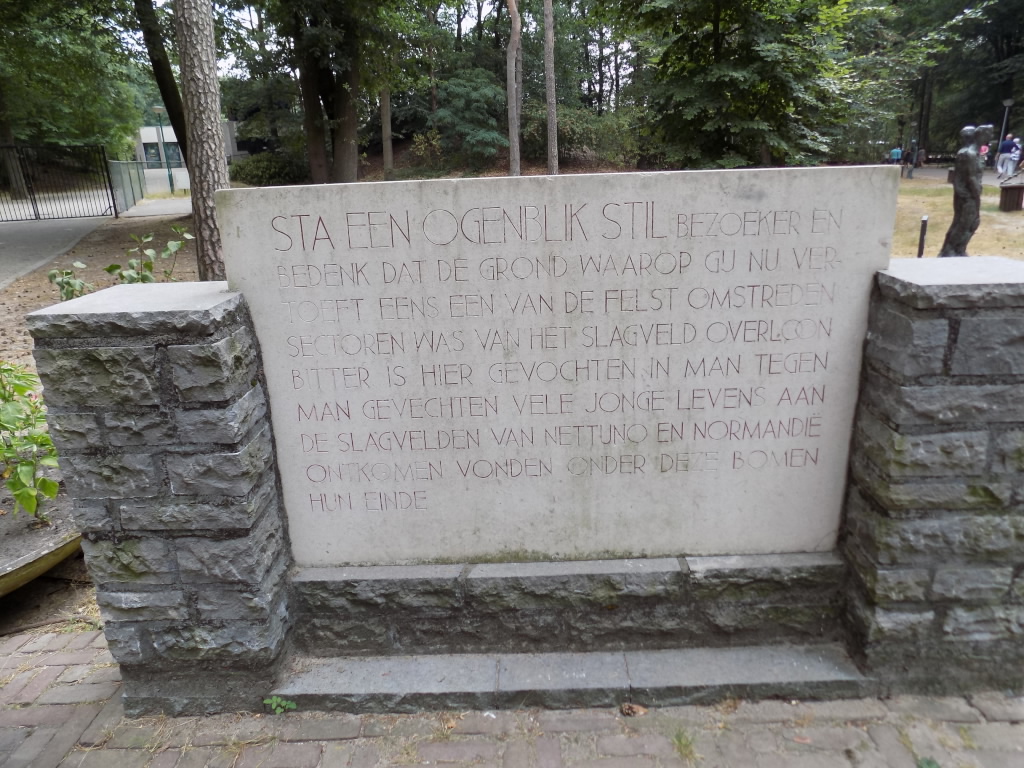 STA EEN OGENBLIK STIL BEZOEKER EN
BEDENK DAT DE GROND WAAROP GIJ NU VER-
TOEFT EENS EEN VAN DE FELST OMSTREDEN
SECTOREN WAS VAN HET SLAGVELD OVERLOON
BITTER IS HIER GEVOCHTEN IN MAN TEGEN
MAN GEVECHTEN VELE JONGE LEVENS AAN
DE SLAGVELDEN VAN NETTUNO EN NORMANDIË
ONTKOMEN VONDEN ONDER DEZE BOMEN
HUN EINDE